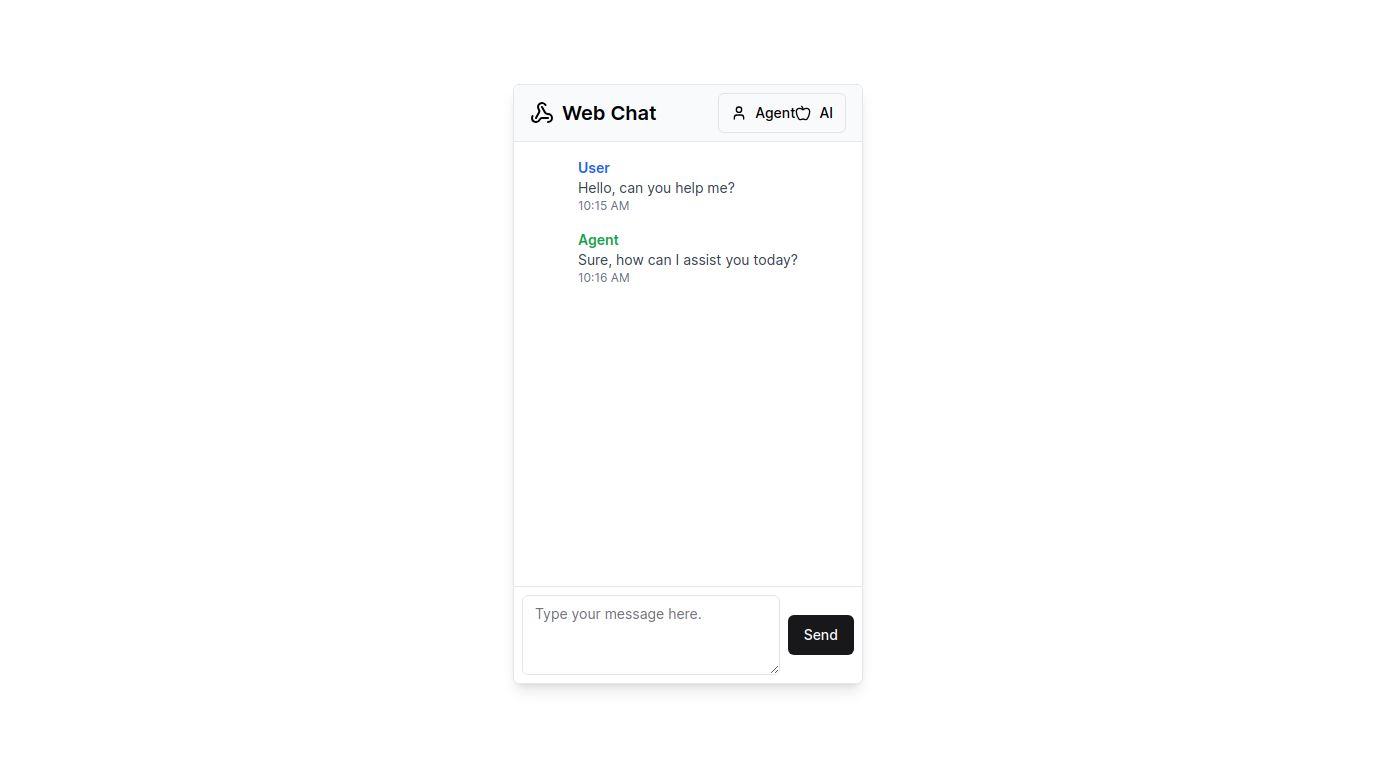 Web Chat
Agent AI
User
Hello, can you help me?
10:15 AM
Agent
Sure, how can I assist you today?
10:16 AM
Type your message here.
Send